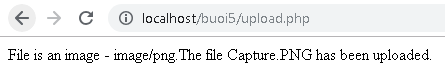 localhost/buoi5/upload.php
File is an image - image/png.The file Capture.PNG has been uploaded.